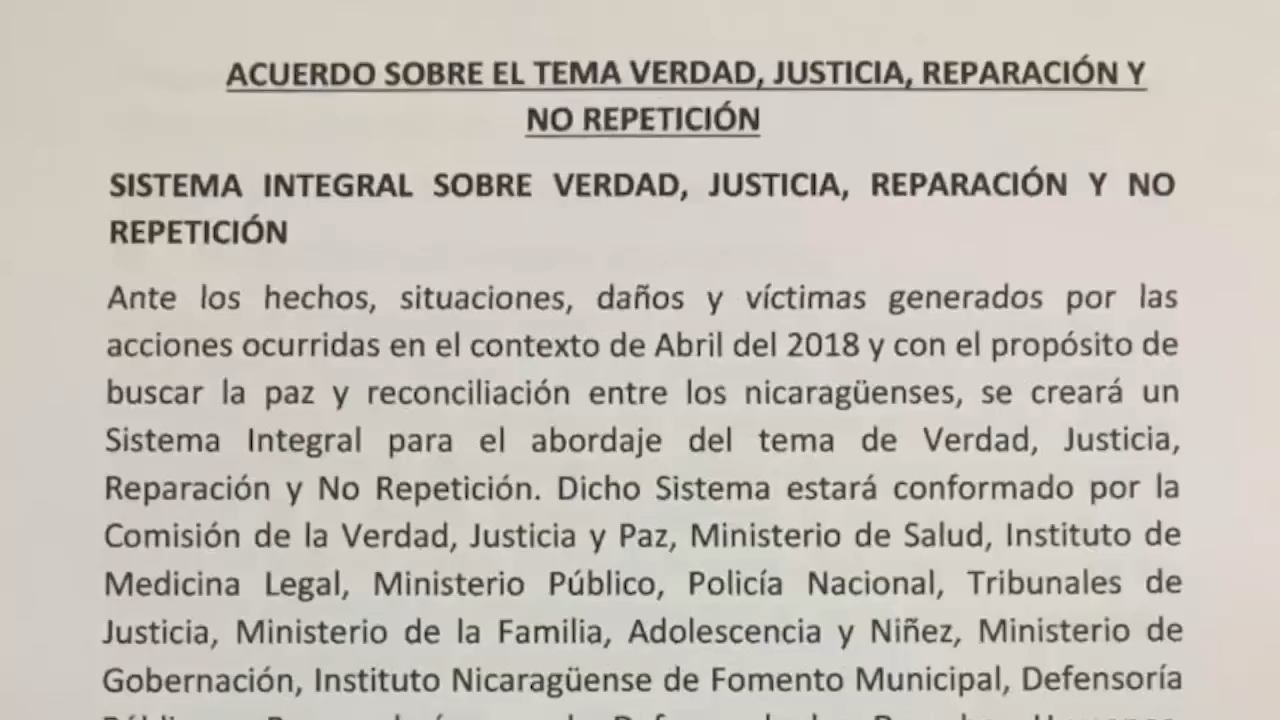 ACUERDO SOBRE EL TEMA VERDAD, JUSTICIA, REPARACIÓN Y
NO REPETICIÓN
SISTEMA INTEGRAL SOBRE VERDAD, JUSTICIA, REPARACIÓN Y NO
REPETICIÓN
Ante los hechos, situaciones, daños y víctimas generados por las
acciones ocurridas en el contexto de Abril del 2018 y con el propósito de
buscar la paz y reconciliación entre los nicaragüenses, se creará un
Sistema Integral para el abordaje del tema de Verdad, Justicia,
Reparación y No Repetición. Dicho Sistema estará conformado por la
Comisión de la Verdad, Justicia y Paz, Ministerio de Salud, Instituto de
Medicina Legal, Ministerio Público, Policía Nacional, Tribunales de
Justicia, Ministerio de la Familia, Adolescencia y Niñez, Ministerio de
Gobernación, Instituto Nicaragüense de Fomento Municipal, Defensoría